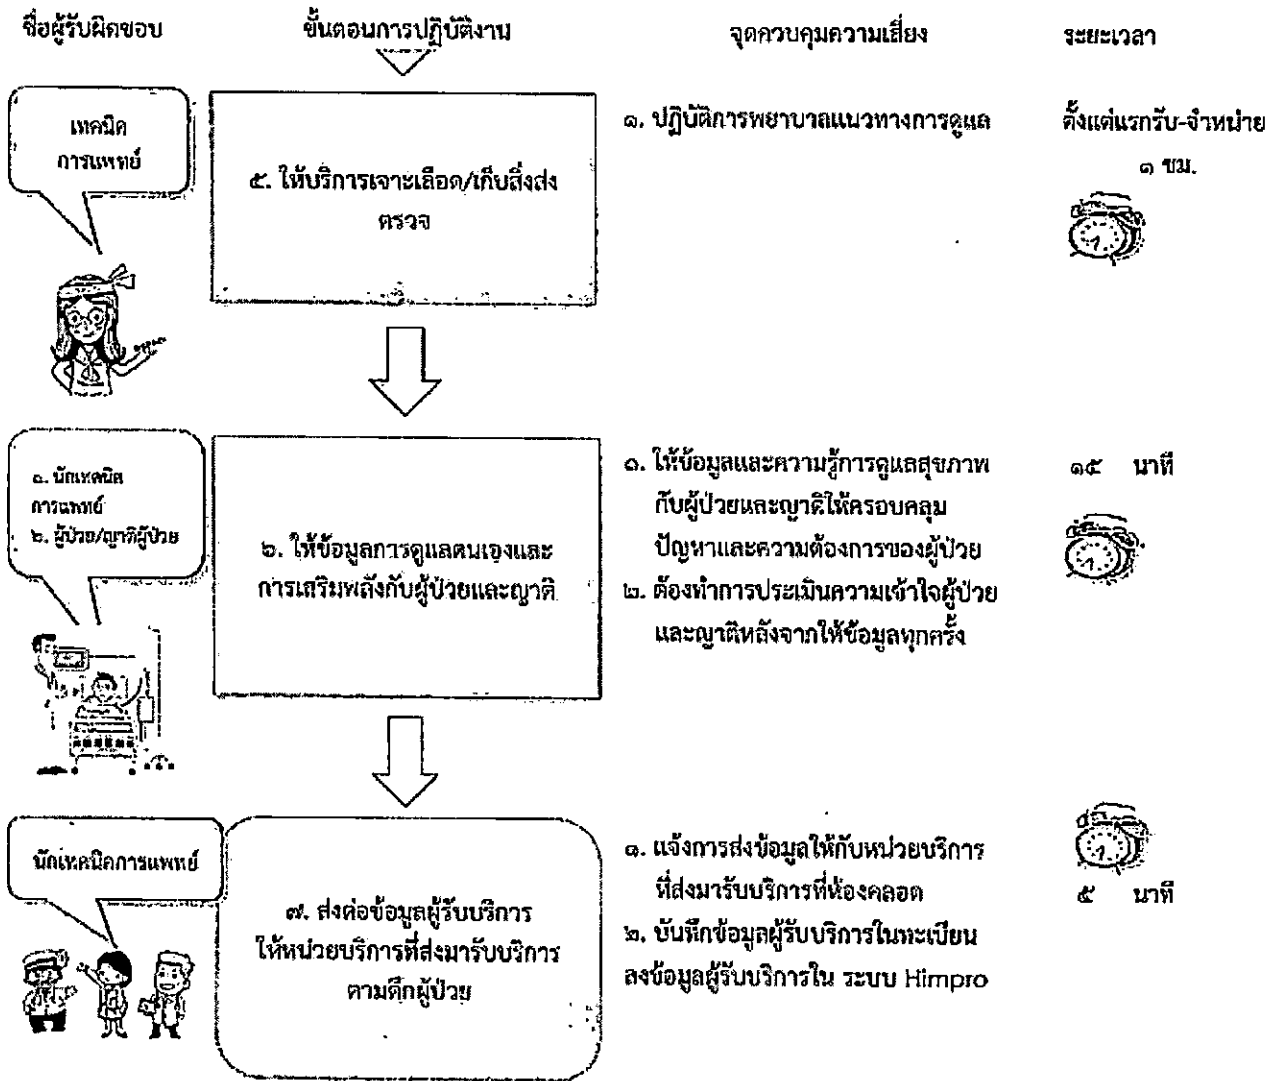 ชื่อผู้รับผิดชอบ
ขั้นตอนการปฏิบัติงาน
จุดควบคุมความเสี่ยง
ระยะเวลา
เทคนิค
การแพทย์
๕. ให้บริการเจาะเลือด/เก็บสิ่งส่ง
ตรวจ
๑. ปฏิบัติการพยาบาลแนวทางการดูแล
ตั้งแต่แรกรับ-จำหน่าย
๑ ชม.
๑. นักเทคนิค
การแพทย์
๒. ผู้ป่วย/ญาติผู้ป่วย
๖. ให้ข้อมูลการดูแลตนเองและ
การเสริมพลังกับผู้ป่วยและญาติ
๑. ให้ข้อมูลและความรู้การดูแลสุขภาพ
กับผู้ป่วยและญาติให้ครอบคลุม
ปัญหาและความต้องการของผู้ป่วย
๒. ต้องทำการประเมินความเข้าใจผู้ป่วย
และญาติหลังจากให้ข้อมูลทุกครั้ง
๑๕ นาที
นักเทคนิคการแพทย์
๗. ส่งต่อข้อมูลผู้รับบริการ
ให้หน่วยบริการที่ส่งมารับบริการ
ตามตึกผู้ป่วย
๑. แจ้งการส่งข้อมูลให้กับหน่วยบริการ
ที่ส่งมารับบริการที่ห้องคลอด
๒. บันทึกข้อมูลผู้รับบริการในทะเบียน
ลงข้อมูลผู้รับบริการใน ระบบ Himpro
๕ นาที